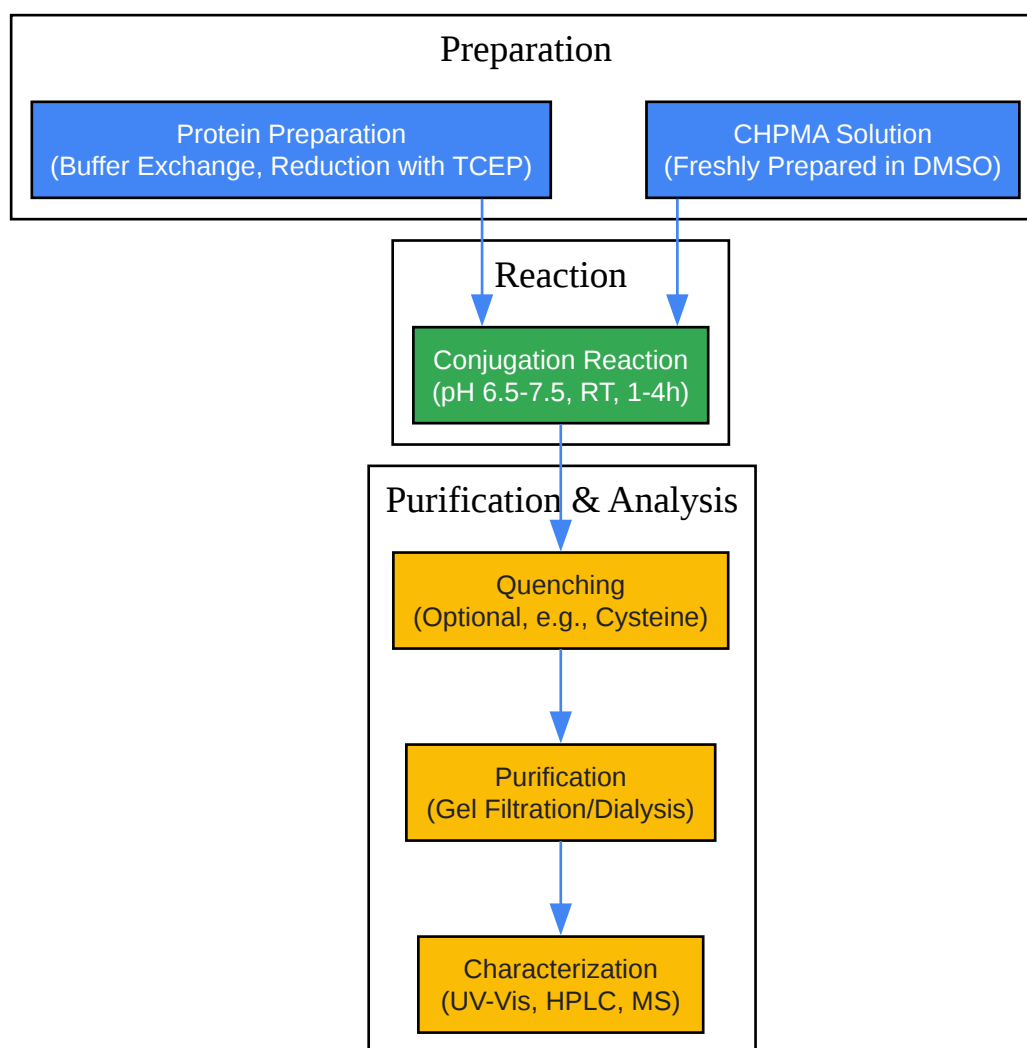 Preparation
Protein Preparation
(Buffer Exchange, Reduction with TCEP)
CHPMA Solution
(Freshly Prepared in DMSO)
Reaction
Conjugation Reaction
(pH 6.5-7.5, RT, 1-4h)
Purification & Analysis
Quenching
(Optional, e.g., Cysteine)
Purification
(Gel Filtration/Dialysis)
Characterization
(UV-Vis, HPLC, MS)